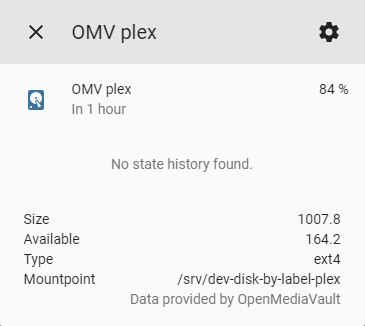 OMV plex
OMV plex 84 %
In 1 hour
No state history found.
Size 1007.8
Available 164.2
Type ext4
Mountpoint /srv/dev-disk-by-label-plex
Data provided by OpenMediaVault